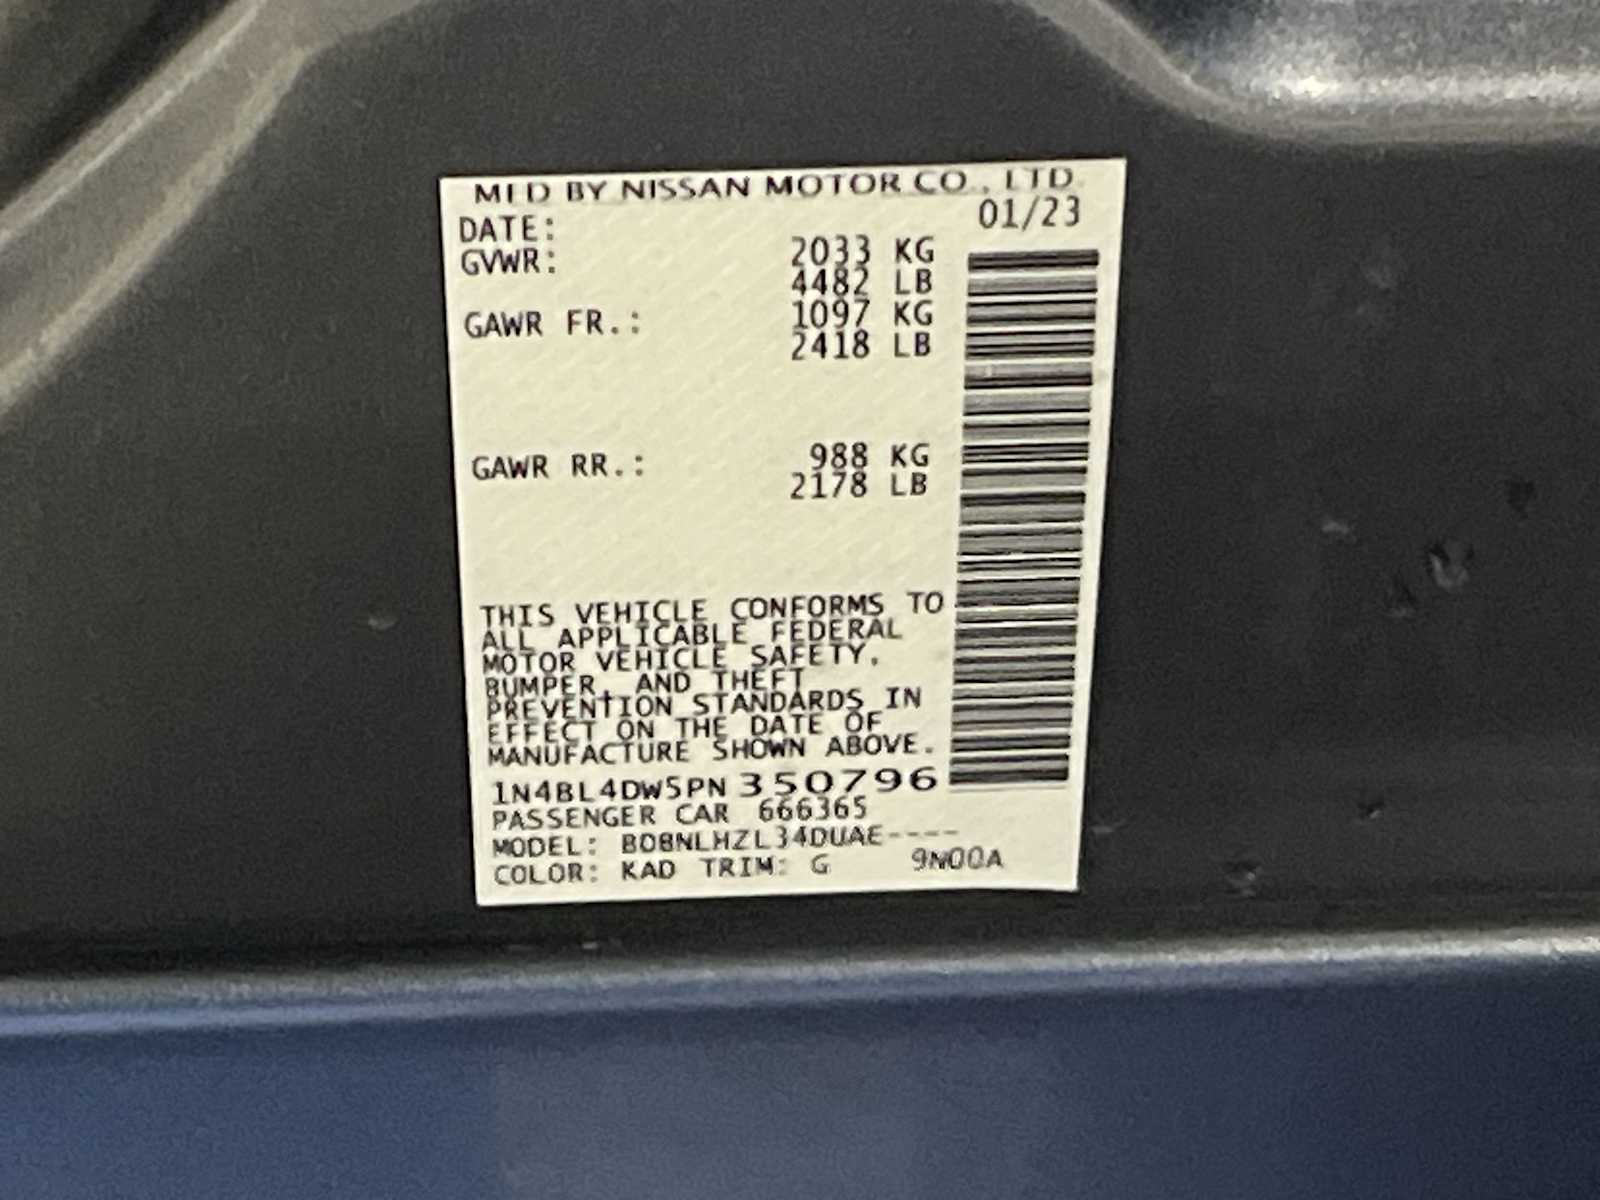 MFD BY NISSAN MOTOR CO., LTD.
DATE: 01/23
GVWR: 2033 KG
4482 LB
GAWR FR.: 1097 KG
2418 LB
GAWR RR.: 988 KG
2178 LB
THIS VEHICLE CONFORMS TO
ALL APPLICABLE FEDERAL
MOTOR VEHICLE SAFETY,
BUMPER, AND THEFT
PREVENTION STANDARDS IN
EFFECT ON THE DATE OF
MANUFACTURE SHOWN ABOVE.
1N4BL4DW5PN350796
PASSENGER CAR 666365
MODEL: BDBNLHZL34DUAE----
COLOR: KAD TRIM: G 9N00A